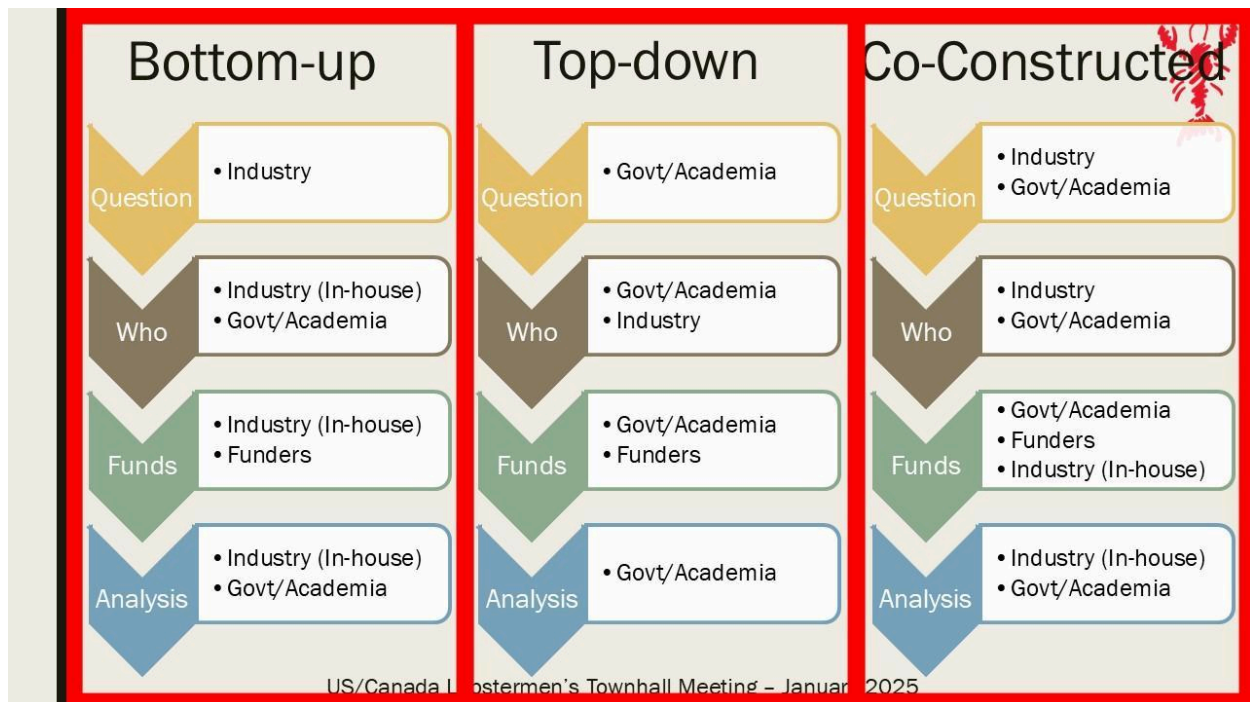 Bottom-up
Question
• Industry
Who
• Industry (In-house)
• Govt/Academia
Funds
• Industry (In-house)
• Funders
Analysis
• Industry (In-house)
• Govt/Academia
Top-down
Question
• Govt/Academia
Who
• Govt/Academia
• Industry
Funds
• Govt/Academia
• Funders
Analysis
• Govt/Academia
Co-Constructed
Question
• Industry
• Govt/Academia
Who
• Industry
• Govt/Academia
Funds
• Govt/Academia
• Funders
• Industry (In-house)
Analysis
• Industry (In-house)
• Govt/Academia
US/Canada Lobstermen's Townhall Meeting – January 2025